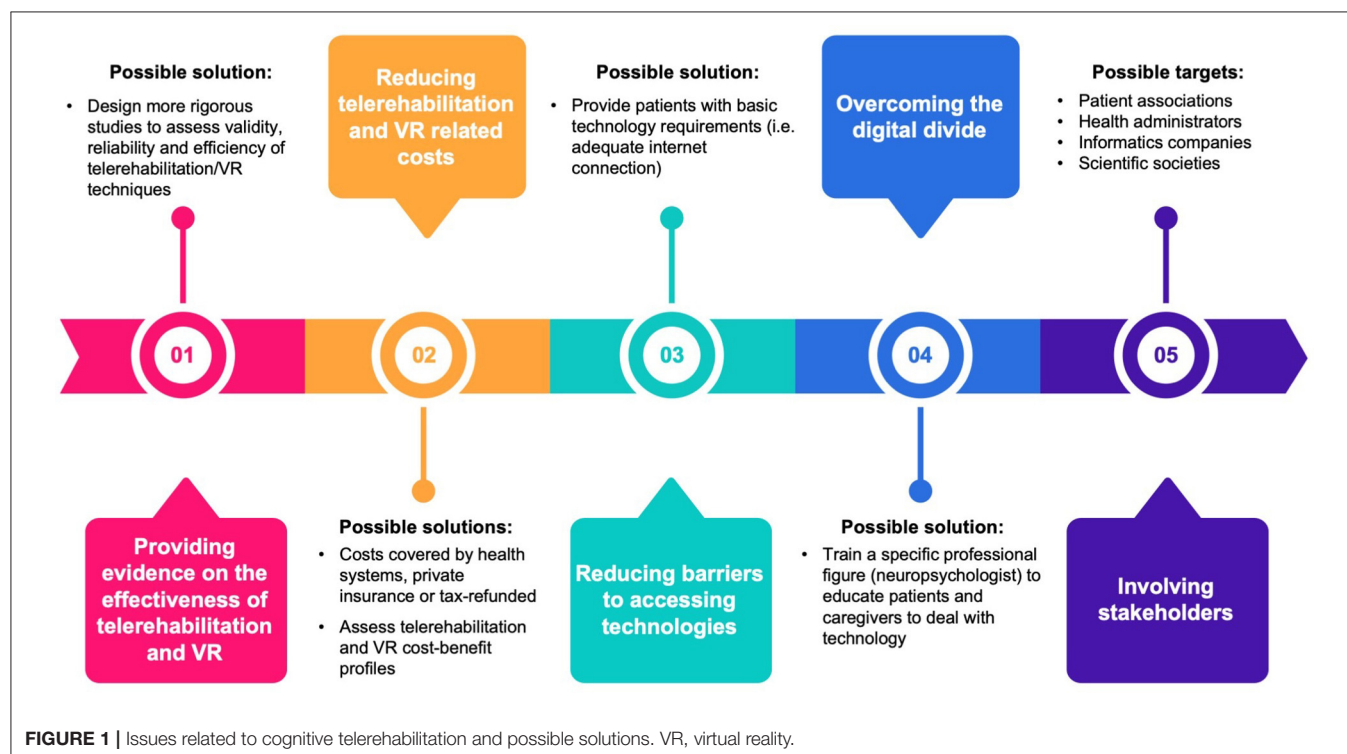 Possible solution:
• Design more rigorous
studies to assess validity,
reliability and efficiency of
telerehabilitation/VR
techniques
Reducing
telerehabilitation
and VR related
costs
Possible solution:
• Provide patients with basic
technology requirements (i.e.
adequate internet
connection)
Overcoming the
digital divide
Possible targets:
• Patient associations
• Health administrators
• Informatics companies
• Scientific societies
01
02
03
04
05
Providing
evidence on the
effectiveness of
telerehabilitation
and VR
Possible solutions:
• Costs covered by health
systems, private
insurance or tax-refunded
• Assess telerehabilitation
and VR cost-benefit
profiles
Reducing barriers
to accessing
technologies
Possible solution:
• Train a specific professional
figure (neuropsychologist) to
educate patients and
caregivers to deal with
technology
Involving
stakeholders
FIGURE 1 | Issues related to cognitive telerehabilitation and possible solutions. VR, virtual reality.